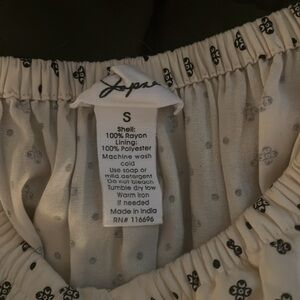 S
Shell:
100% Rayon
Lining:
100% Polyester
Machine wash
cold
Use soap or
mild detergent
Do not bleach
Tumble dry low
Warm iron
if needed
Made in India
RN# 116696